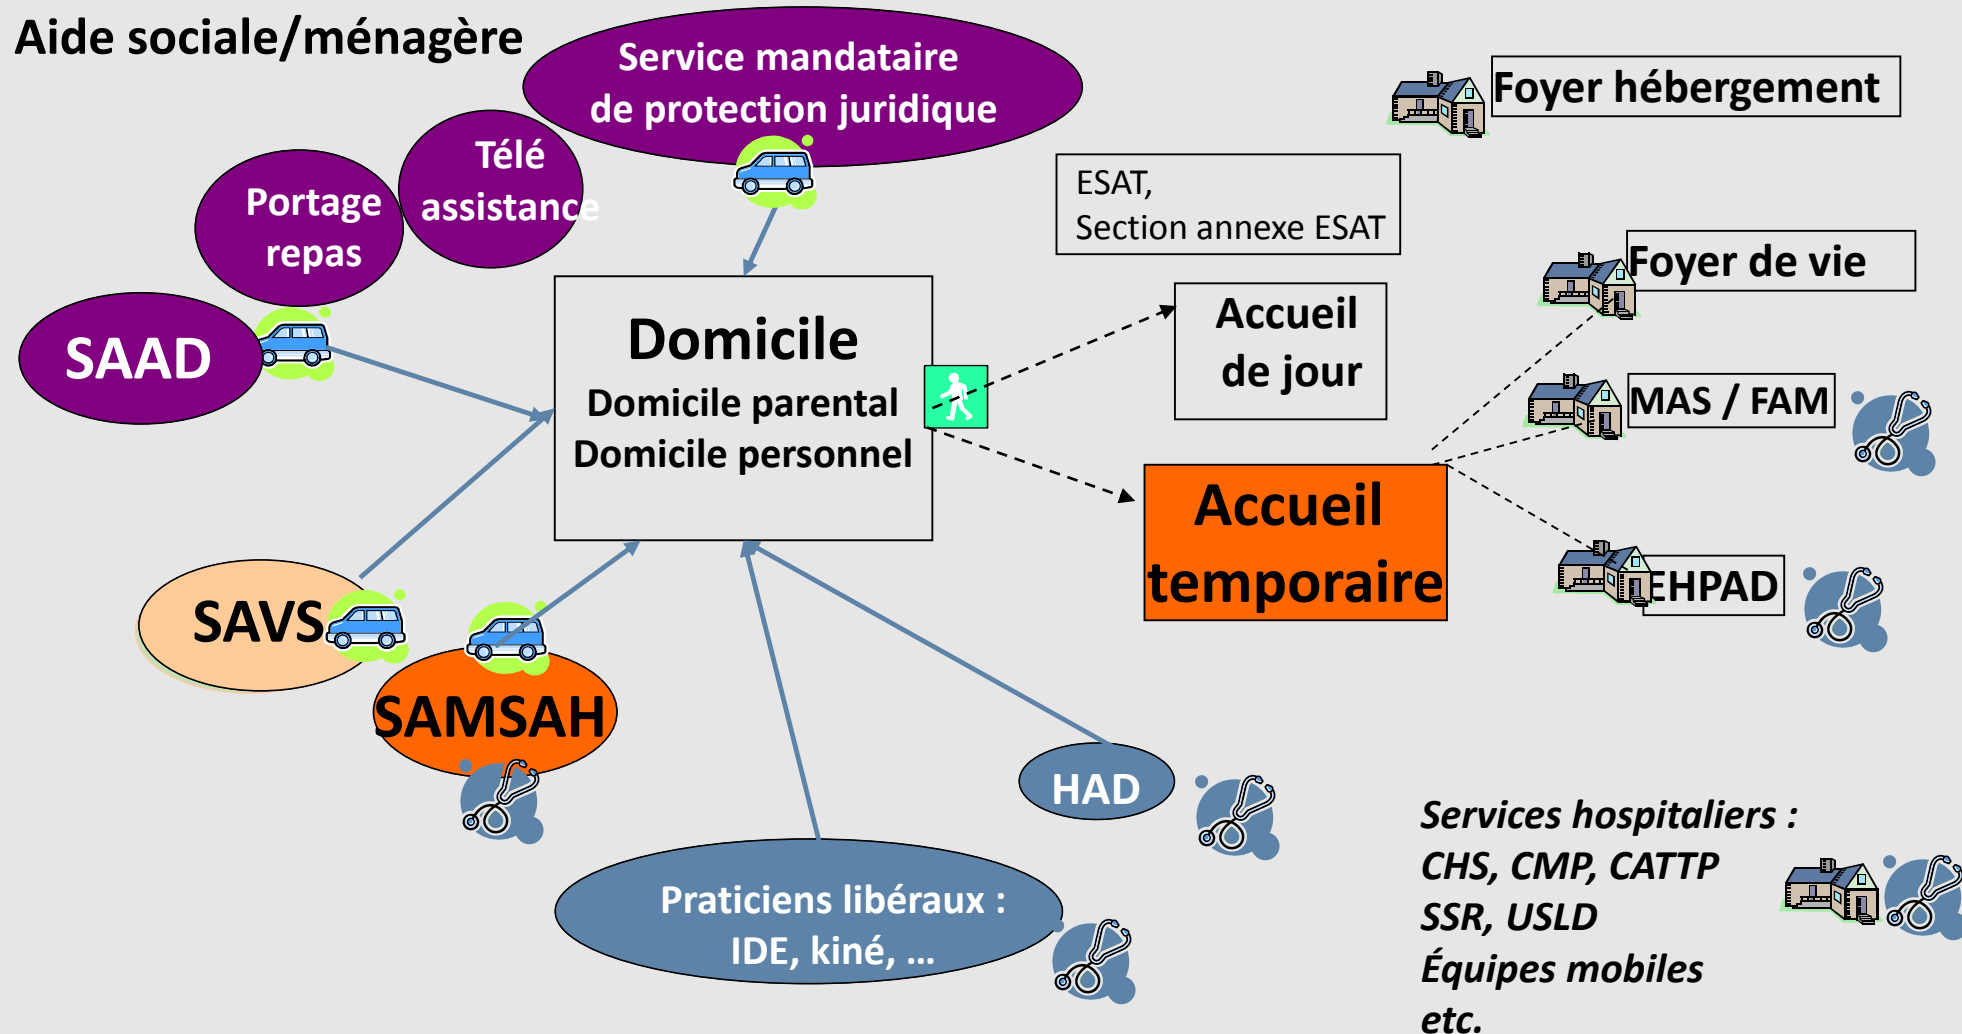 Aide sociale/ménagère
Service mandataire
de protection juridique
Télé
assistance
Portage
repas
SAAD
Foyer hébergement
ESAT,
Section annexe ESAT
Foyer de vie
Domicile
Domicile parental
Domicile personnel
Accueil
de jour
MAS / FAM
Accueil
temporaire
EHPAD
SAVS
SAMSAH
HAD
Praticiens libéraux :
IDE, kiné, ...
Services hospitaliers :
CHS, CMP, CATTP
SSR, USLD
Équipes mobiles
etc.